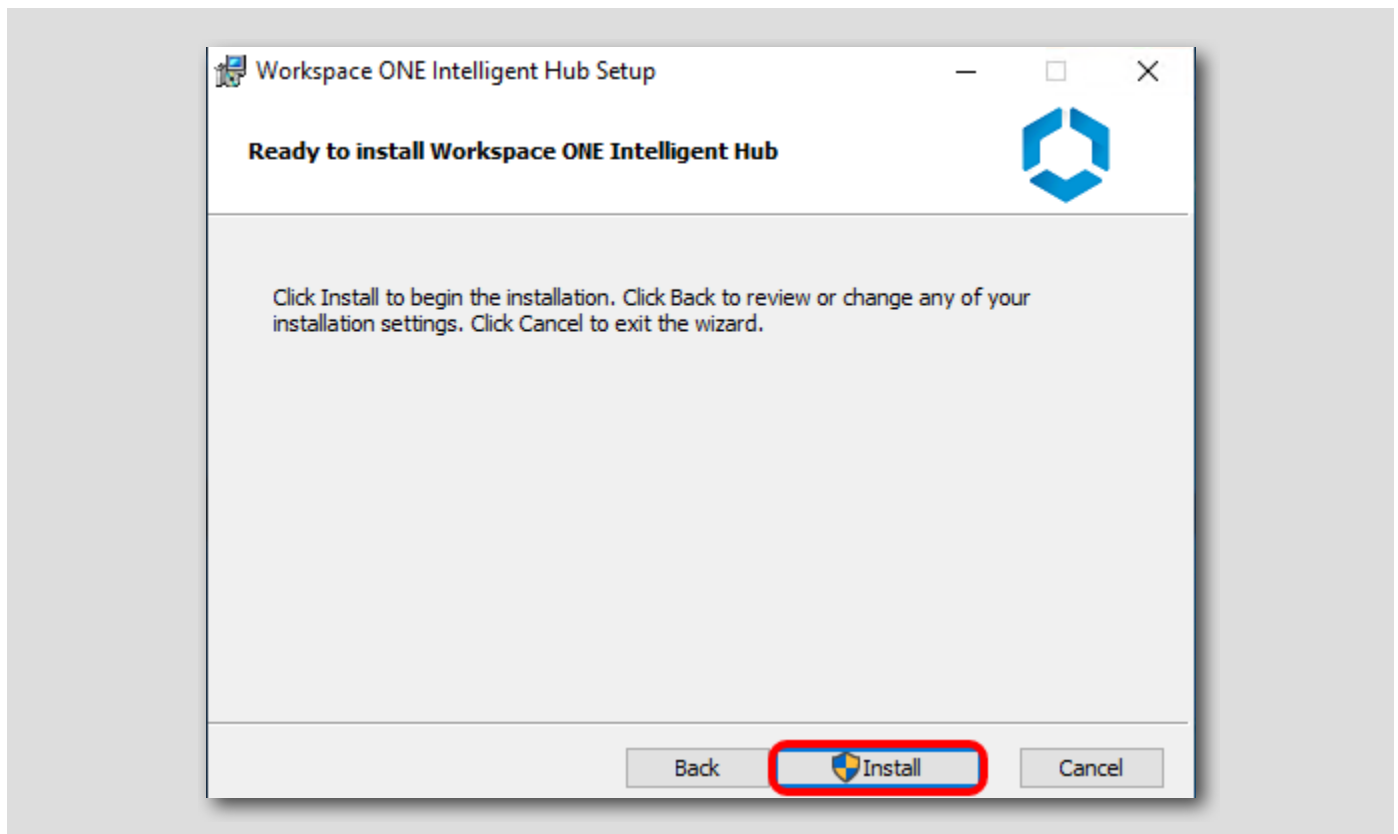 Workspace ONE Intelligent Hub Setup
Ready to install Workspace ONE Intelligent Hub
Click Install to begin the installation. Click Back to review or change any of your
installation settings. Click Cancel to exit the wizard.
Back Install Cancel